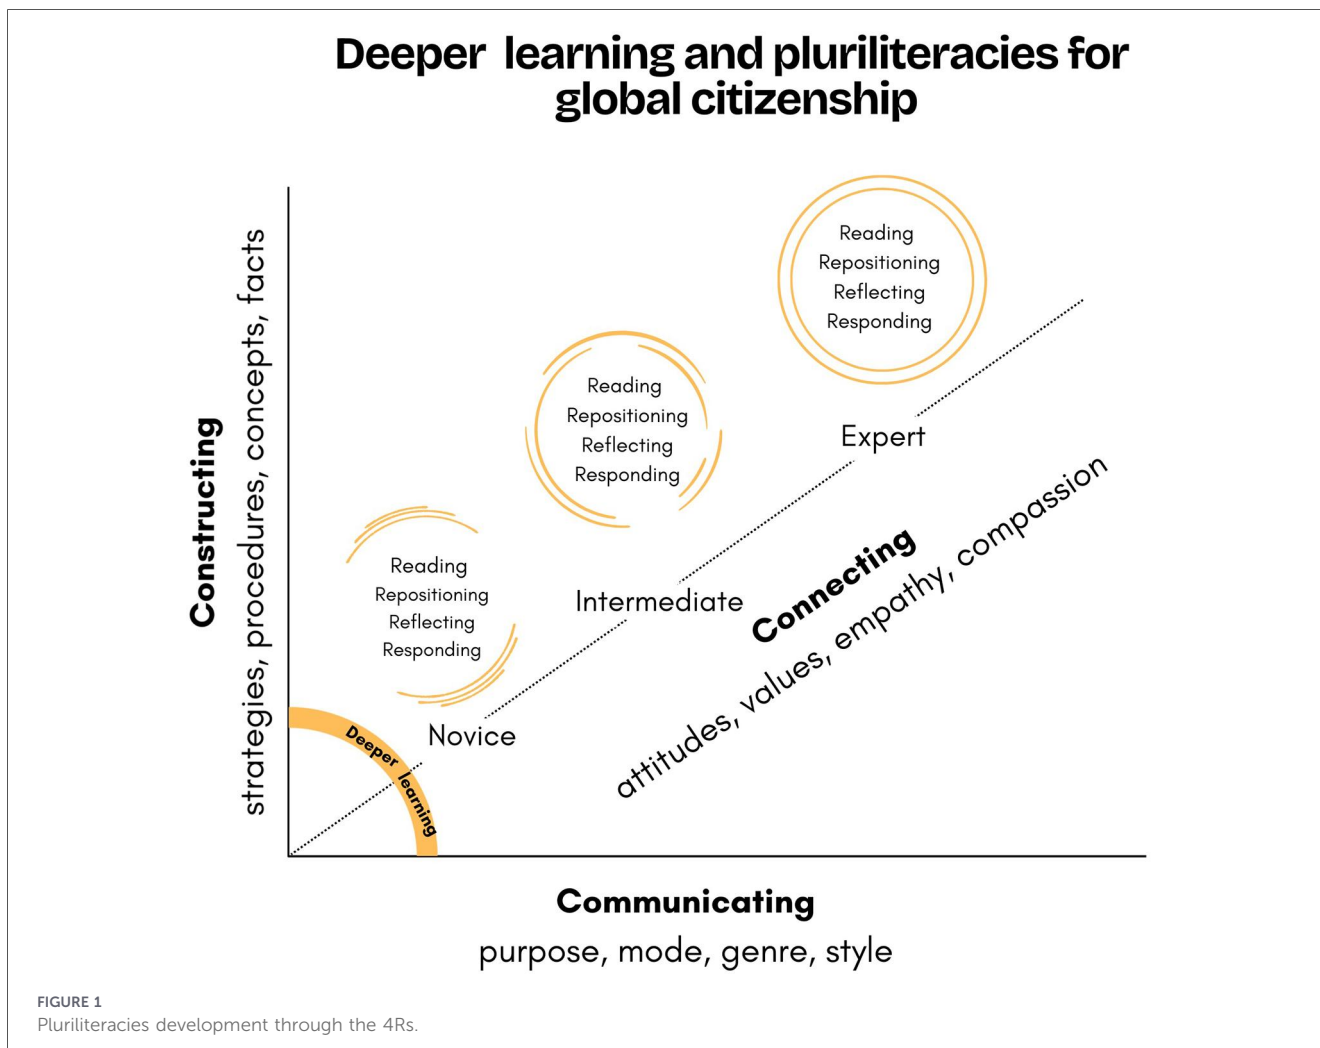 Deeper learning and pluriliteracies for
global citizenship
Constructing
strategies, procedures, concepts, facts
Reading
Repositioning
Reflecting
Responding
Reading
Repositioning
Reflecting
Responding
Reading
Repositioning
Reflecting
Responding
Expert
Intermediate
Novice
Connecting
attitudes, values, empathy, compassion
Deeper learning
Communicating
purpose, mode, genre, style
FIGURE 1
Pluriliteracies development through the 4Rs.